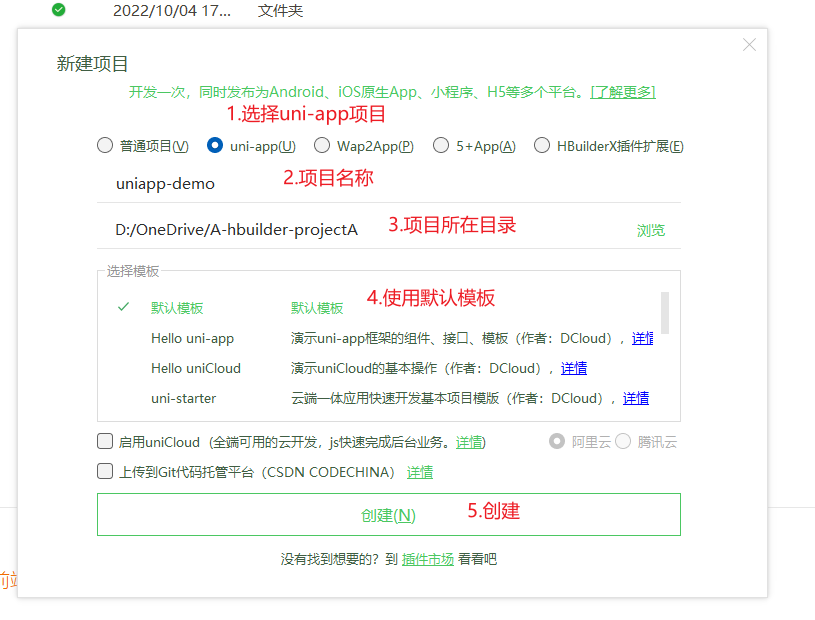 2022/10/04 17... 文件夹
新建项目
开发一次，同时发布为Android、iOS原生App、小程序、H5等多个平台。[了解更多]
1.选择uni-app项目
普通项目(V) uni-app(U) Wap2App(P) 5+App(A) HBuilderX插件扩展(E)
uniapp-demo 2.项目名称
D:/OneDrive/A-hbuilder-projectA 3.项目所在目录 浏览
选择模板
默认模板 默认模板 4.使用默认模板
Hello uni-app 演示uni-app框架的组件、接口、模板（作者：DCloud），详情
Hello uniCloud 演示uniCloud的基本操作（作者：DCloud），详情
uni-starter 云端一体应用快速开发基本项目模版（作者：DCloud），详情
启用uniCloud（全端可用的云开发，js快速完成后台业务。详情） 阿里云 腾讯云
上传到Git代码托管平台（CSDN CODECHINA） 详情
创建(N) 5.创建
没有找到想要的？到 插件市场 看看吧
前